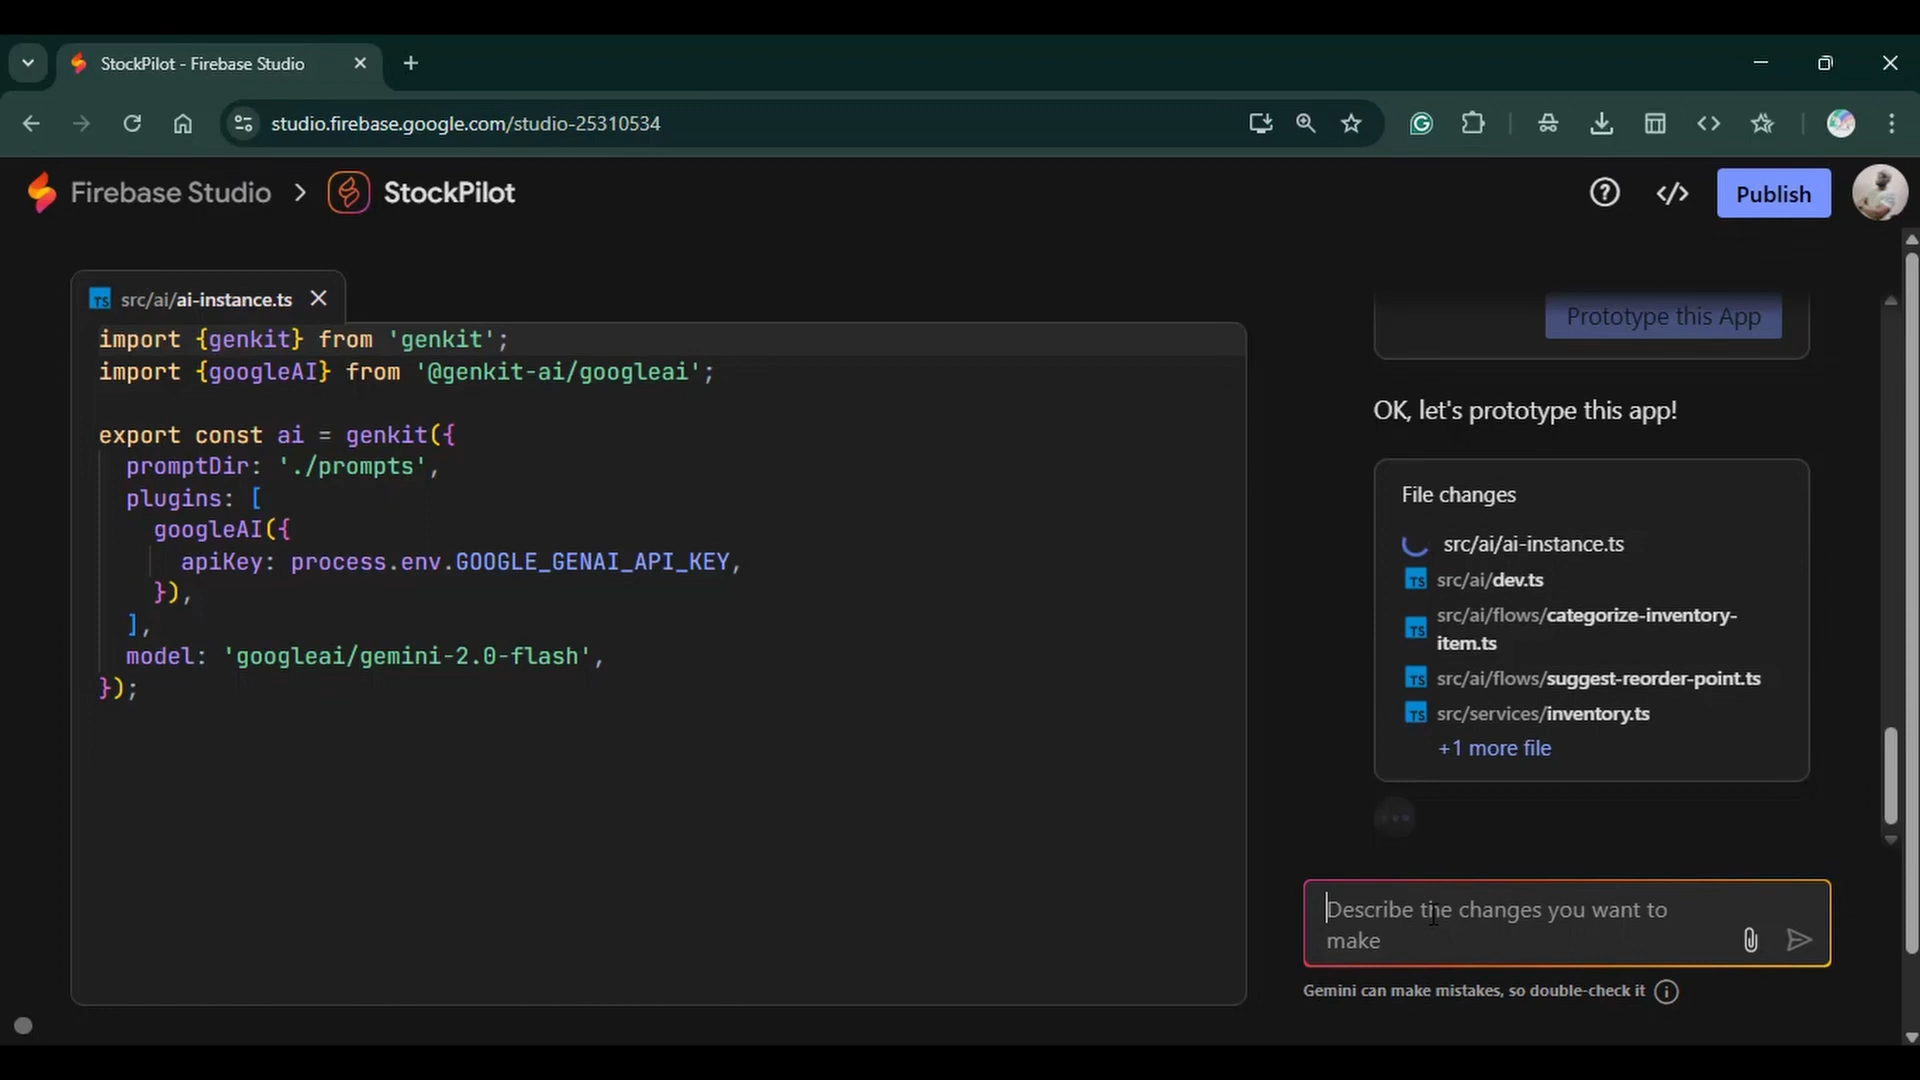 StockPilot - Firebase Studio
studio.firebase.google.com/studio-25310534
Firebase Studio
StockPilot
Publish
TS src/ai/ai-instance.ts
import {genkit} from 'genkit';
import {googleAI} from '@genkit-ai/googleai';
export const ai = genkit({
promptDir: './prompts',
plugins: [
googleAI({
apiKey: process.env.GOOGLE_GENAI_API_KEY,
}),
],
model: 'googleai/gemini-2.0-flash',
});
Prototype this App
OK, let's prototype this app!
File changes
src/ai/ai-instance.ts
TS src/ai/dev.ts
TS src/ai/flows/categorize-inventory-
item.ts
TS src/ai/flows/suggest-reorder-point.ts
TS src/services/inventory.ts
+1 more file
Describe the changes you want to
make
Gemini can make mistakes, so double-check it